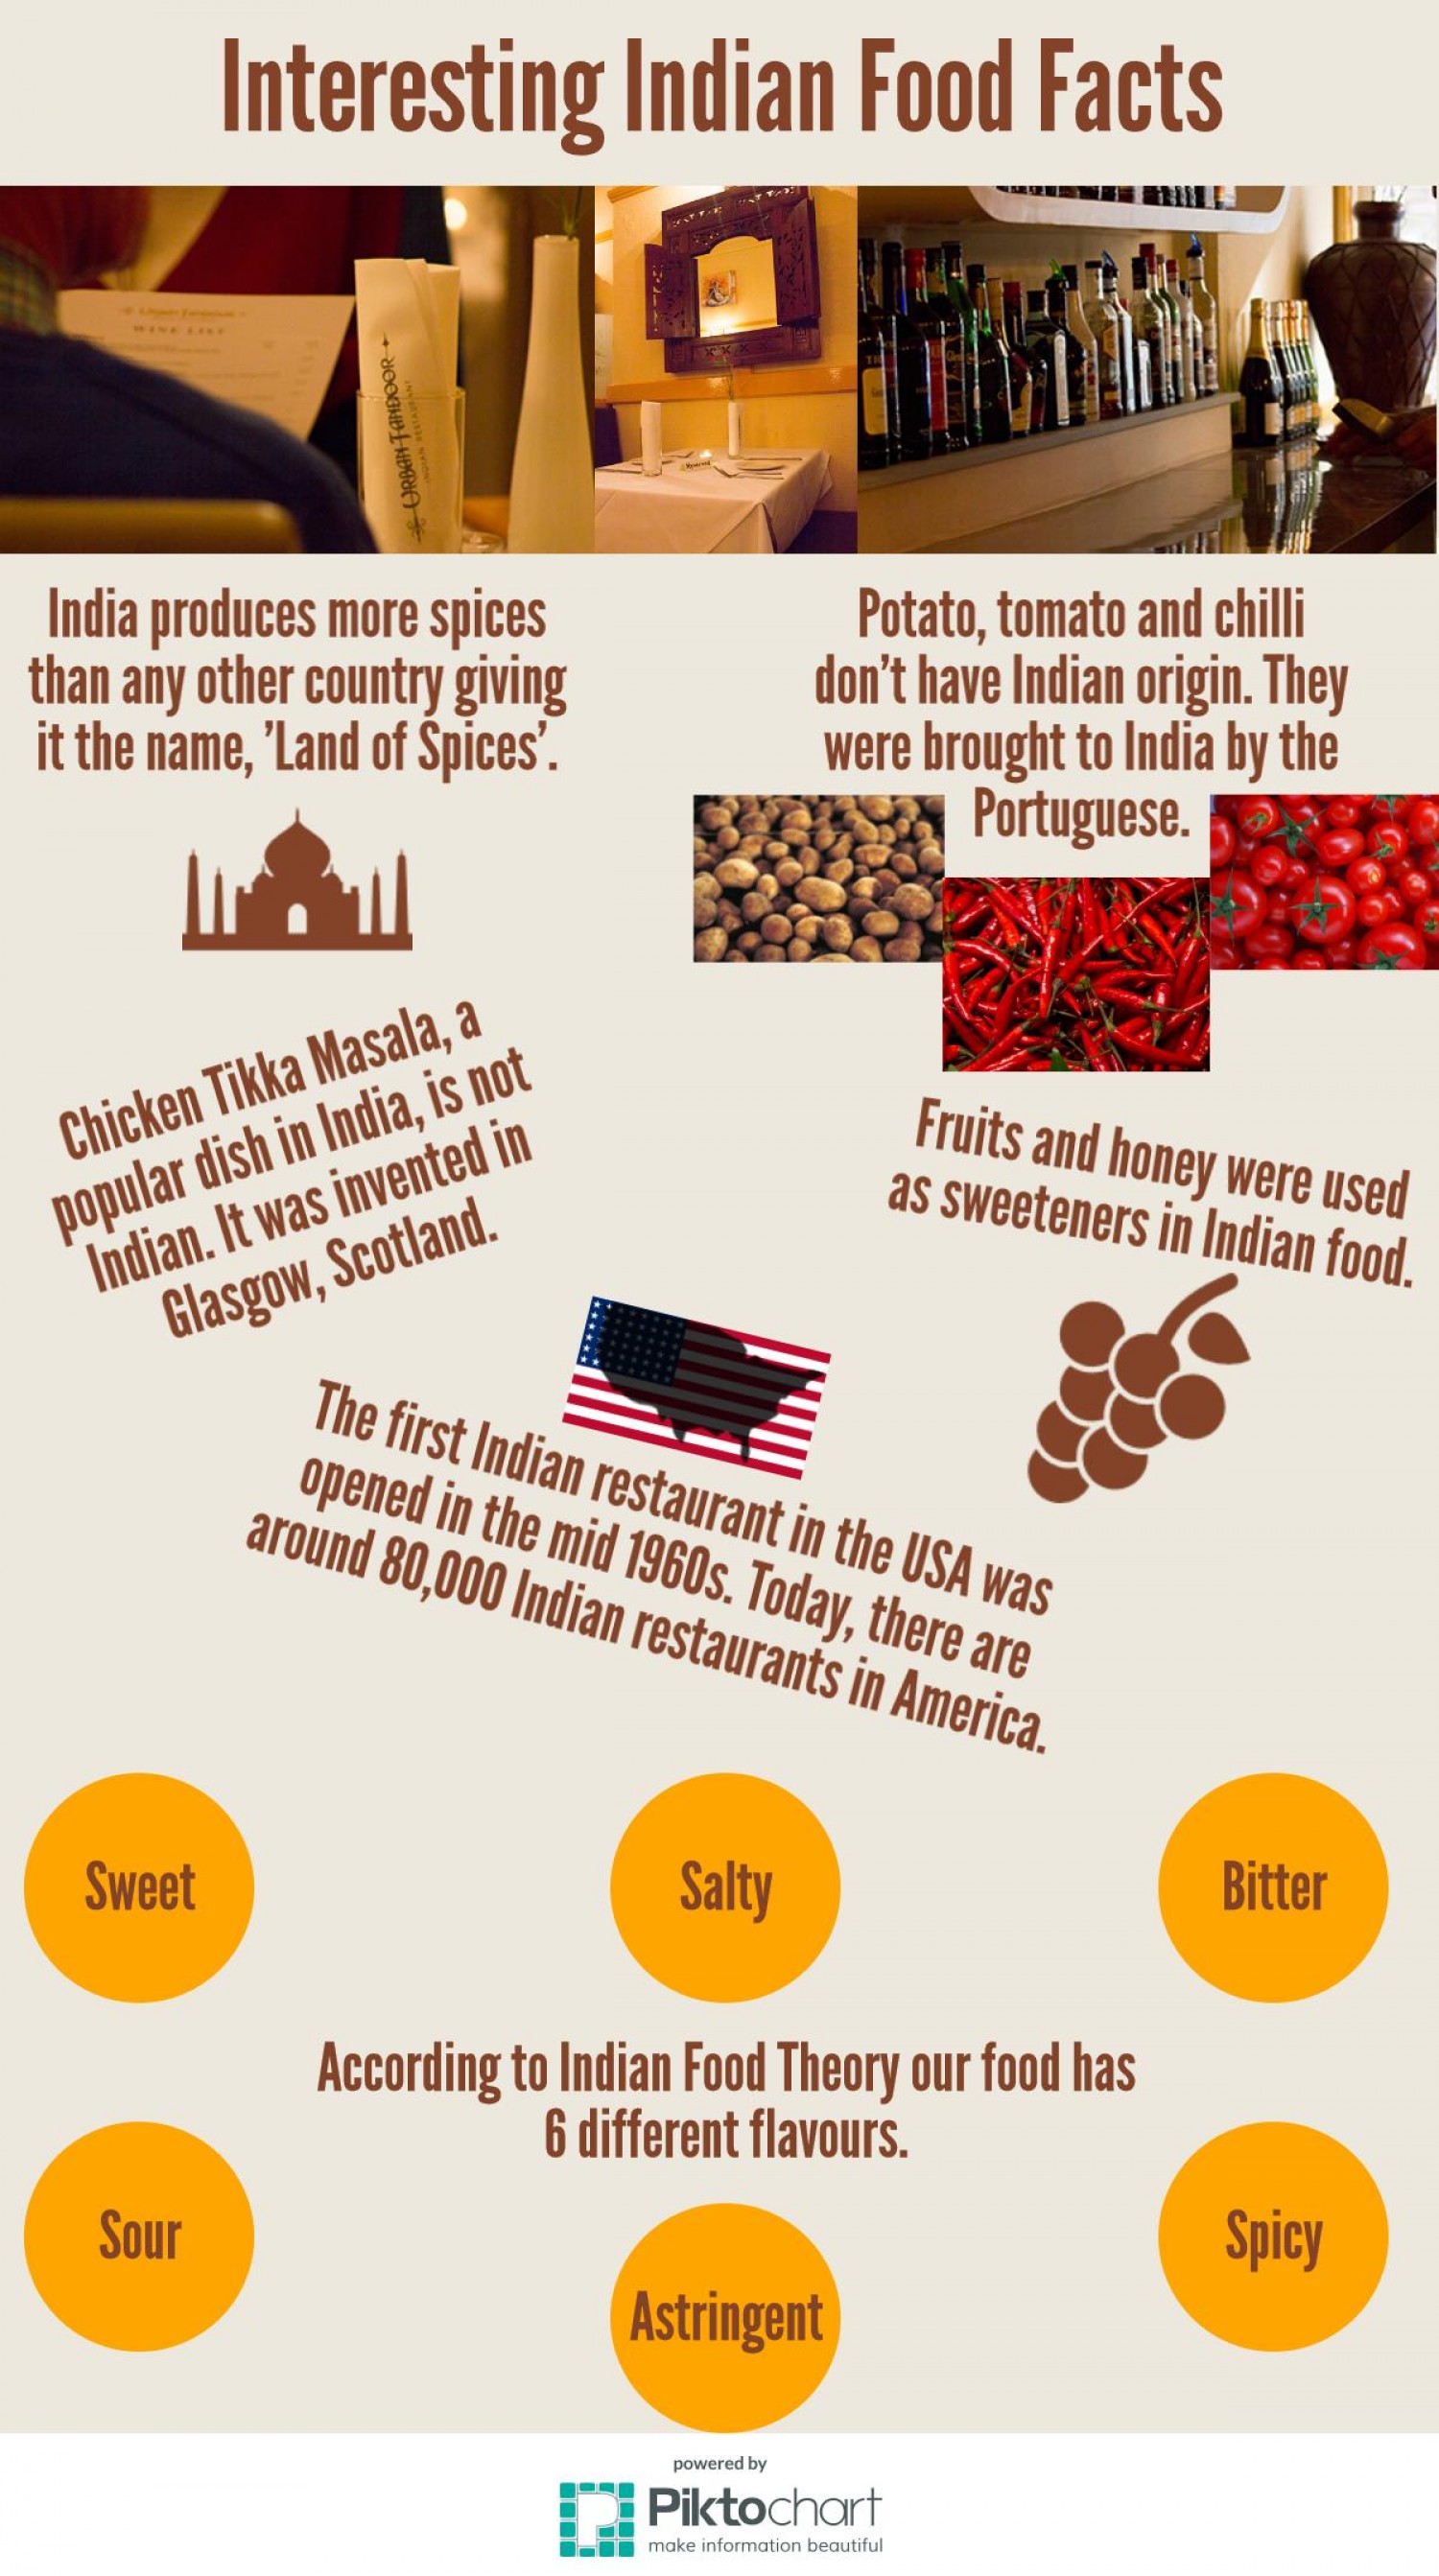 Interesting Indian Food Facts
WINE LIST
URBAN TANDOOR
INDIAN RESTAURANT
Reserved
India produces more spices
than any other country giving
it the name, 'Land of Spices'.
Potato, tomato and chilli
don't have Indian origin. They
were brought to India by the
Portuguese.
Chicken Tikka Masala, a
popular dish in India, is not
Indian. It was invented in
Glasgow, Scotland.
Fruits and honey were used
as sweeteners in Indian food.
The first Indian restaurant in the USA was
opened in the mid 1960s. Today, there are
around 80,000 Indian restaurants in America.
Sweet
Salty
Bitter
According to Indian Food Theory our food has
6 different flavours.
Sour
Spicy
Astringent
powered by
Piktochart
make information beautiful